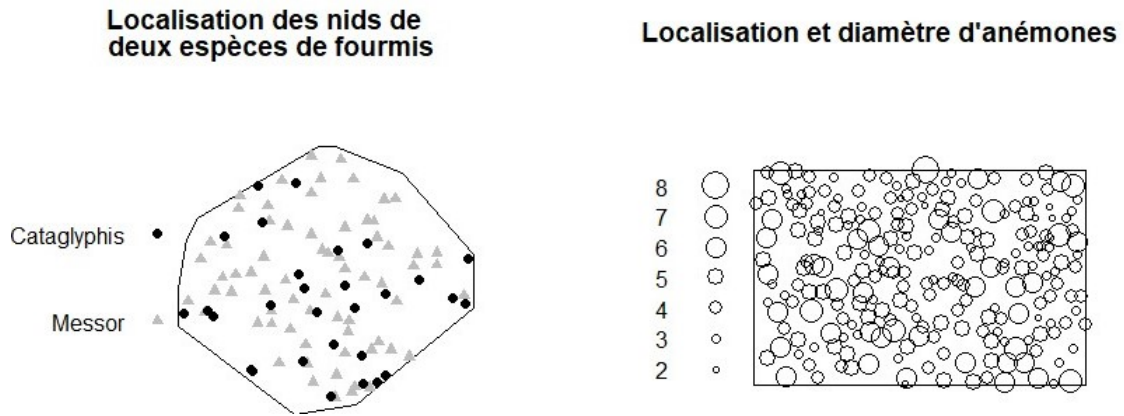 Localisation des nids de
deux espèces de fourmis
Cataglyphis
Messor
Localisation et diamètre d'anémones
8
7
6
5
4
3
2